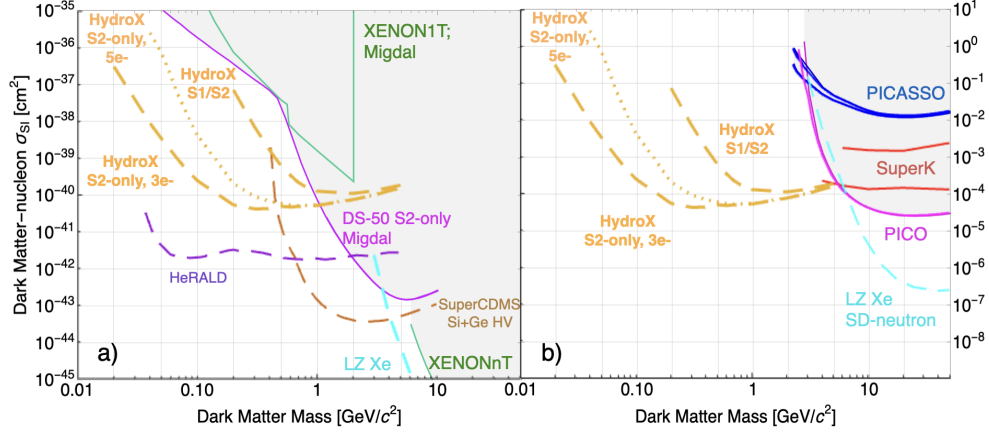 10⁻³⁵
10⁻³⁶
10⁻³⁷
10⁻³⁸
10⁻³⁹
10⁻⁴⁰
10⁻⁴¹
10⁻⁴²
10⁻⁴³
10⁻⁴⁴
10⁻⁴⁵
Dark Matter–nucleon σSI [cm²]
HydroX
S2-only,
5e-
HydroX
S1/S2
XENON1T;
Migdal
HydroX
S2-only, 3e-
DS-50 S2-only
Migdal
HeRALD
SuperCDMS
Si+Ge HV
LZ Xe
XENONnT
a)
0.01
0.10
1
10
Dark Matter Mass [GeV/c²]
HydroX
S2-only,
5e-
PICASSO
HydroX
S1/S2
SuperK
HydroX
S2-only, 3e-
PICO
LZ Xe
SD-neutron
b)
10¹
10⁰
10⁻¹
10⁻²
10⁻³
10⁻⁴
10⁻⁵
10⁻⁶
10⁻⁷
10⁻⁸
0.01
0.10
1
10
Dark Matter Mass [GeV/c²]